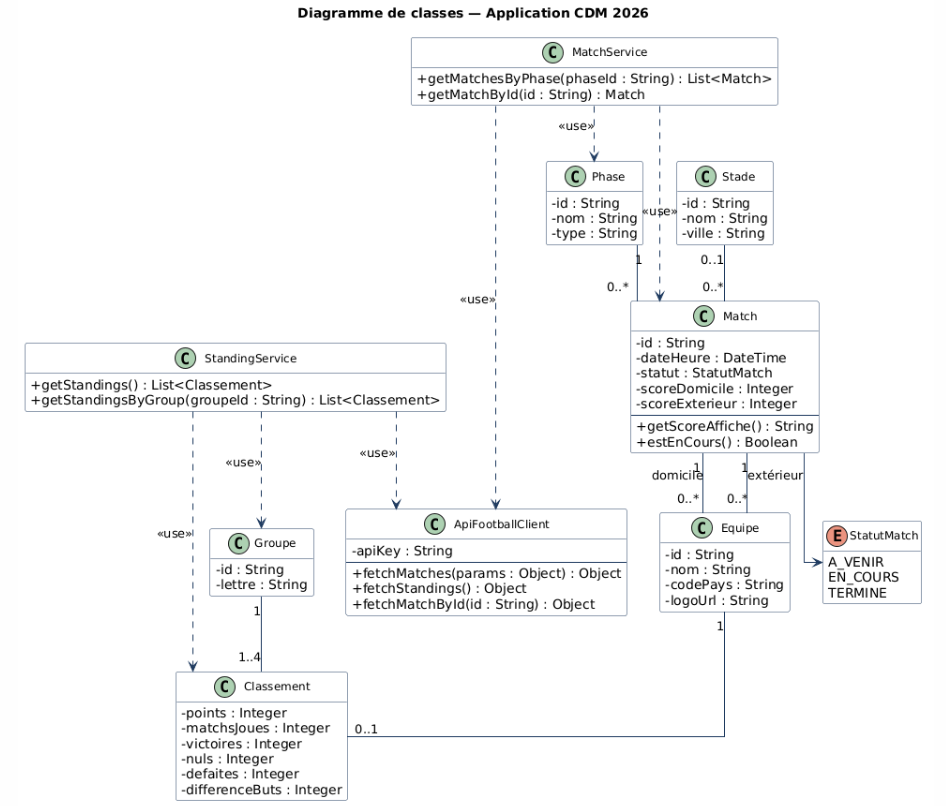 Diagramme de classes — Application CDM 2026
C MatchService
+getMatchesByPhase(phaseId : String) : List<Match>
+getMatchById(id : String) : Match
«use»
C Phase
-id : String
-nom : String
-type : String
«use»
C Stade
-id : String
-nom : String
-ville : String
1
0..*
0..1
0..*
«use»
C Match
-id : String
-dateHeure : DateTime
-statut : StatutMatch
-scoreDomicile : Integer
-scoreExterieur : Integer
+getScoreAffiche() : String
+estEnCours() : Boolean
C StandingService
+getStandings() : List<Classement>
+getStandingsByGroup(groupeId : String) : List<Classement>
«use»
«use»
«use»
1
domicile
0..*
1
extérieur
0..*
C ApiFootballClient
-apiKey : String
+fetchMatches(params : Object) : Object
+fetchStandings() : Object
+fetchMatchById(id : String) : Object
C Groupe
-id : String
-lettre : String
C Equipe
-id : String
-nom : String
-codePays : String
-logoUrl : String
E StatutMatch
A_VENIR
EN_COURS
TERMINE
1
1..4
1
0..1
C Classement
-points : Integer
-matchsJoues : Integer
-victoires : Integer
-nuls : Integer
-defaites : Integer
-differenceButs : Integer